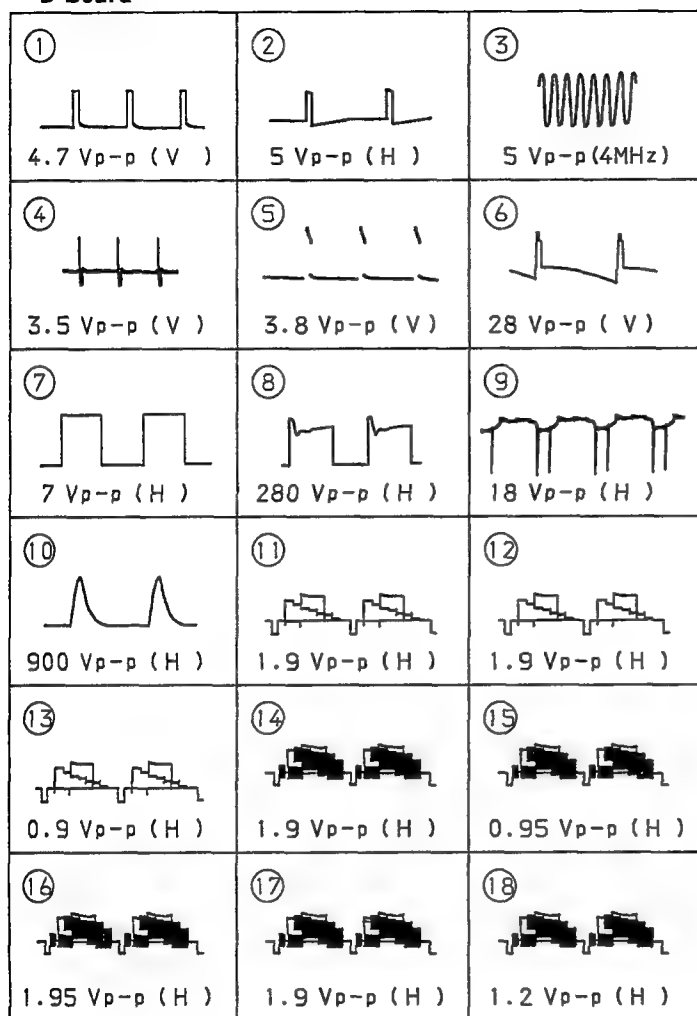 Board
① ② ③
4.7 Vp-p ( V ) 5 Vp-p ( H ) 5 Vp-p (4MHz)
④ ⑤ ⑥
3.5 Vp-p ( V ) 3.8 Vp-p ( V ) 28 Vp-p ( V )
⑦ ⑧ ⑨
7 Vp-p ( H ) 280 Vp-p ( H ) 18 Vp-p ( H )
⑩ ⑪ ⑫
900 Vp-p ( H ) 1.9 Vp-p ( H ) 1.9 Vp-p ( H )
⑬ ⑭ ⑮
0.9 Vp-p ( H ) 1.9 Vp-p ( H ) 0.95 Vp-p ( H )
⑯ ⑰ ⑱
1.95 Vp-p ( H ) 1.9 Vp-p ( H ) 1.2 Vp-p ( H )